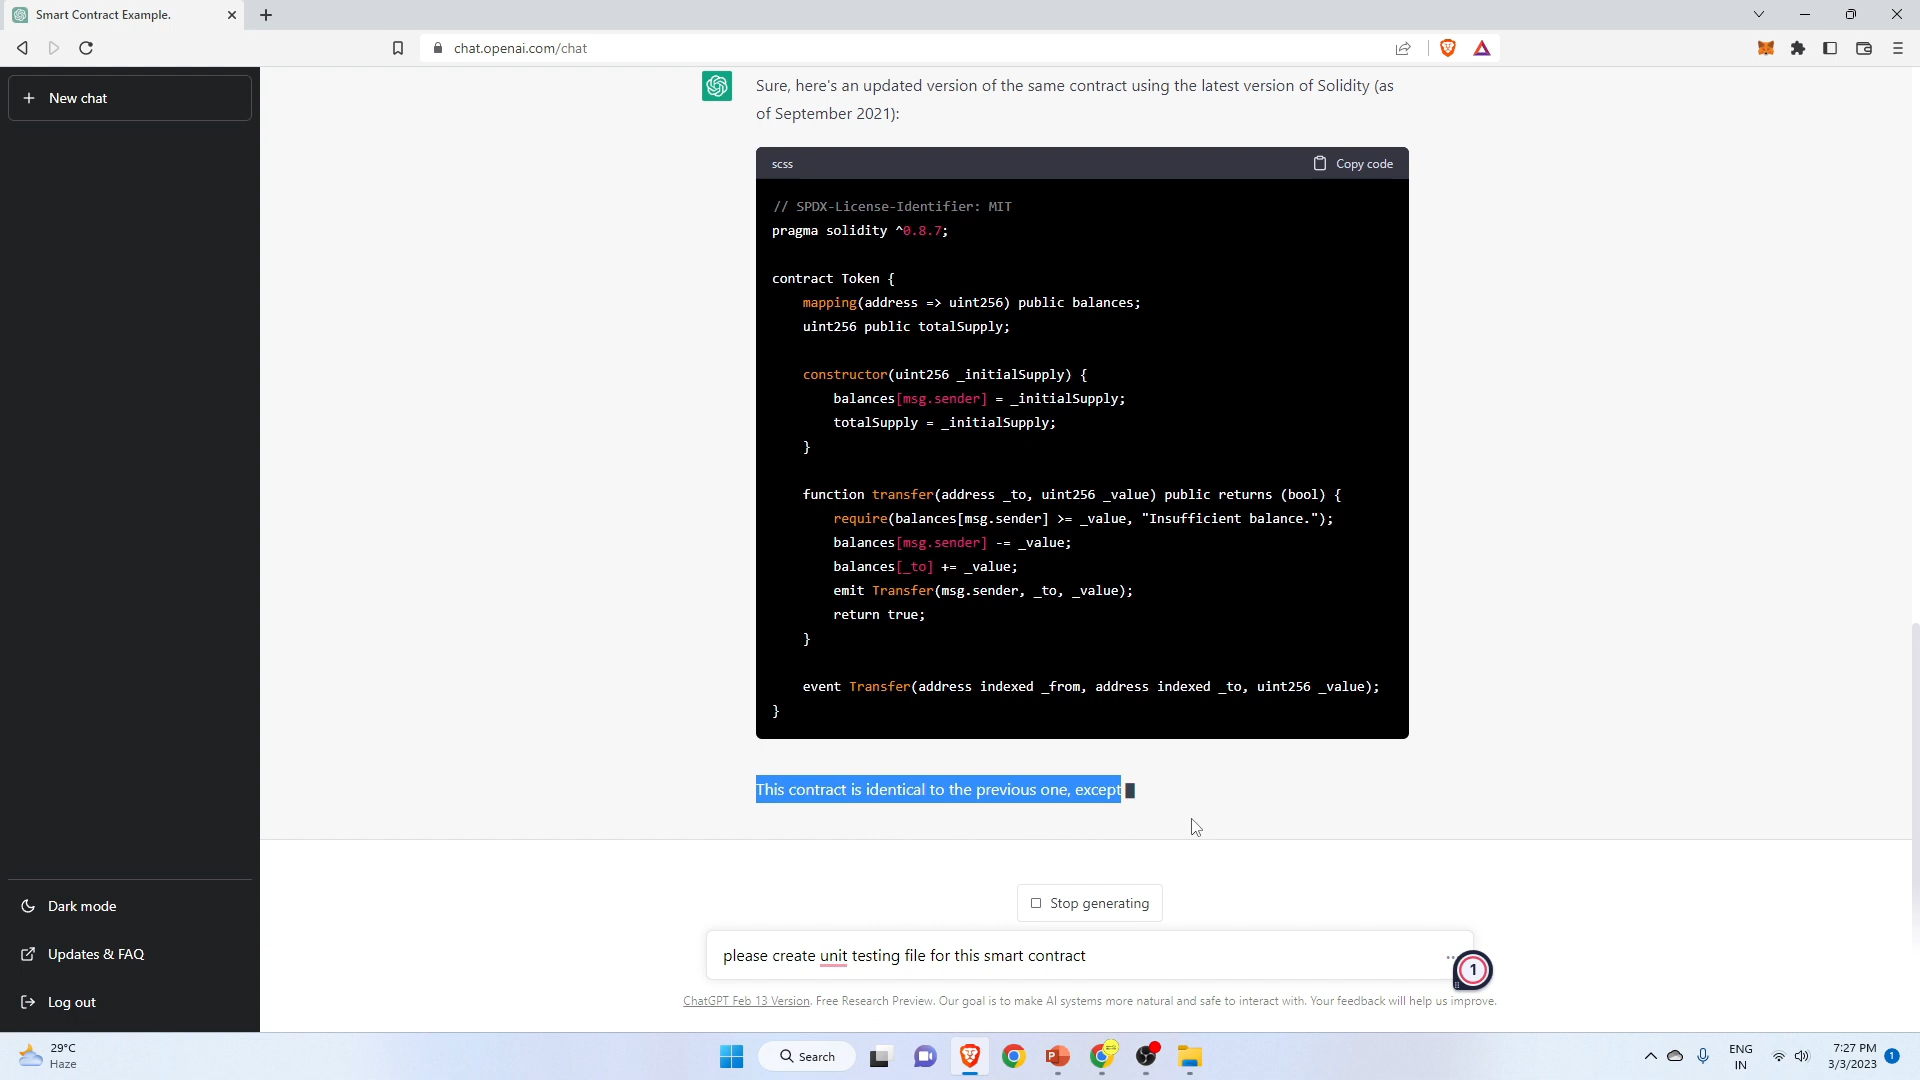 Smart Contract Example.
chat.openai.com/chat
New chat
Sure, here's an updated version of the same contract using the latest version of Solidity (as
of September 2021):
scss
Copy code
// SPDX-License-Identifier: MIT
pragma solidity ^0.8.7;
contract Token {
mapping(address => uint256) public balances;
uint256 public totalSupply;
constructor(uint256 _initialSupply) {
balances[msg.sender] = _initialSupply;
totalSupply = _initialSupply;
}
function transfer(address _to, uint256 _value) public returns (bool) {
require(balances[msg.sender] >= _value, "Insufficient balance.");
balances[msg.sender] -= _value;
balances[_to] += _value;
emit Transfer(msg.sender, _to, _value);
return true;
}
event Transfer(address indexed _from, address indexed _to, uint256 _value);
}
This contract is identical to the previous one, except
Stop generating
please create unit testing file for this smart contract
1
ChatGPT Feb 13 Version. Free Research Preview. Our goal is to make AI systems more natural and safe to interact with. Your feedback will help us improve.
Dark mode
Updates & FAQ
Log out
29°C
Haze
Search
ENG
IN
7:27 PM
3/3/2023
1